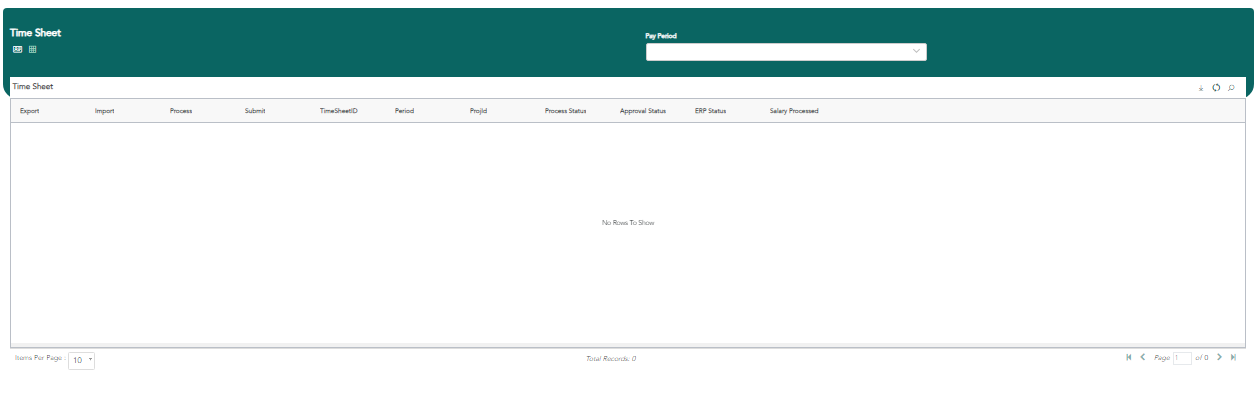 Time Sheet
Pay Period
Time Sheet
Export Import Process Submit TimeSheetID Period ProjId Process Status Approval Status ERP Status Salary Processed
No Rows To Show
Items Per Page : 10 Total Records: 0 Page 1 of 0